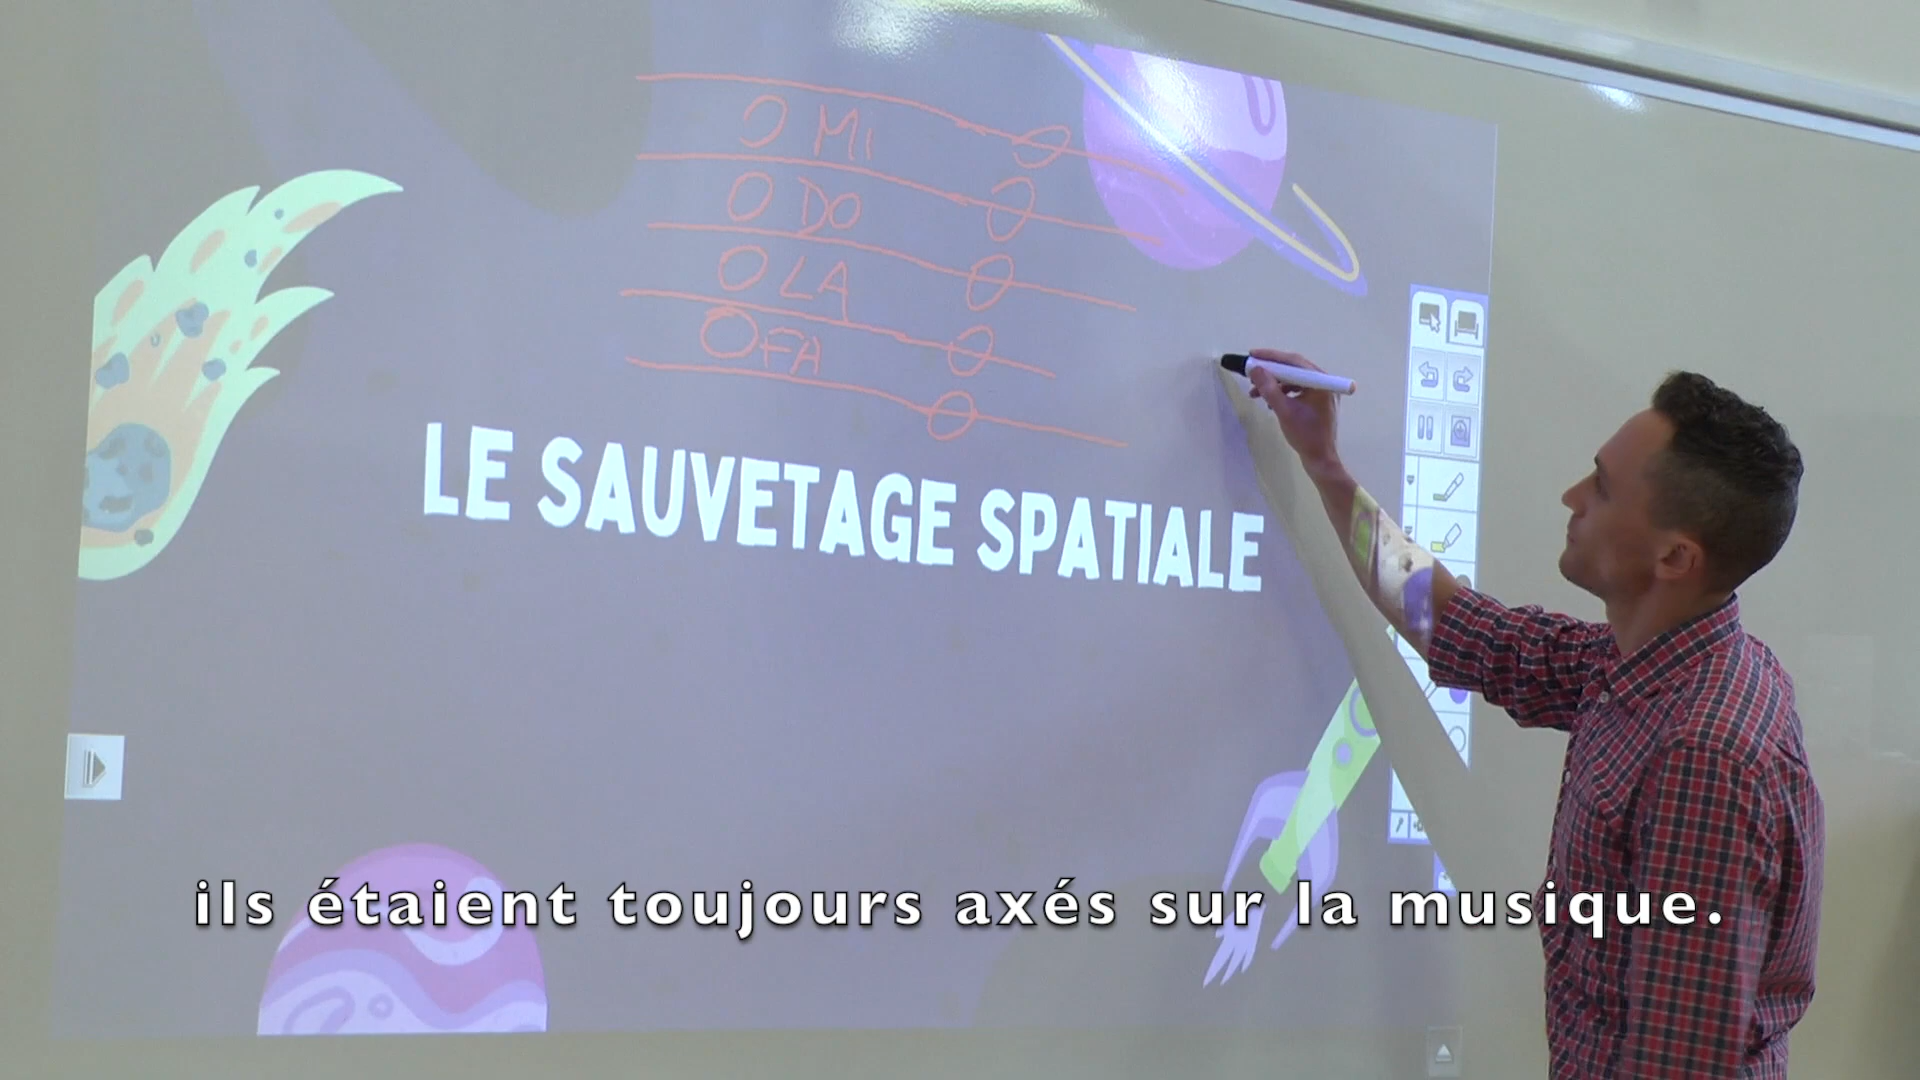 MI
DO
LA
FA
LE SAUVETAGE SPATIALE
ils étaient toujours axés sur la musique.